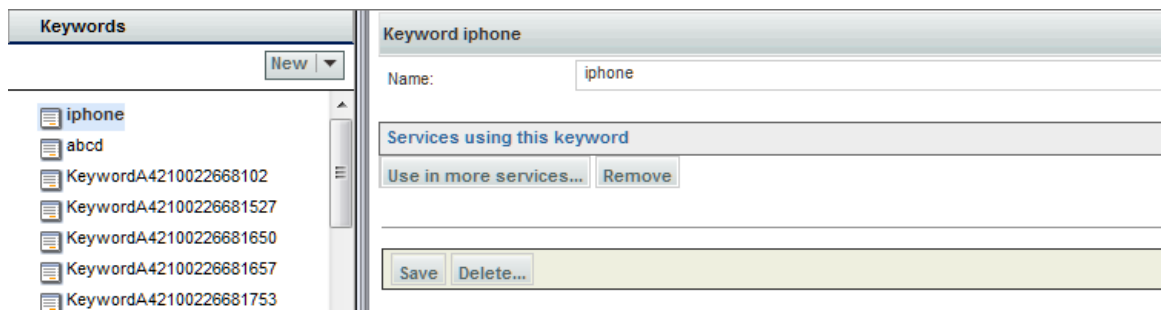 Keywords
New
iphone
abcd
KeywordA4210022668102
KeywordA42100226681527
KeywordA42100226681650
KeywordA42100226681657
KeywordA42100226681753
Keyword iphone
Name: iphone
Services using this keyword
Use in more services... Remove
Save Delete...